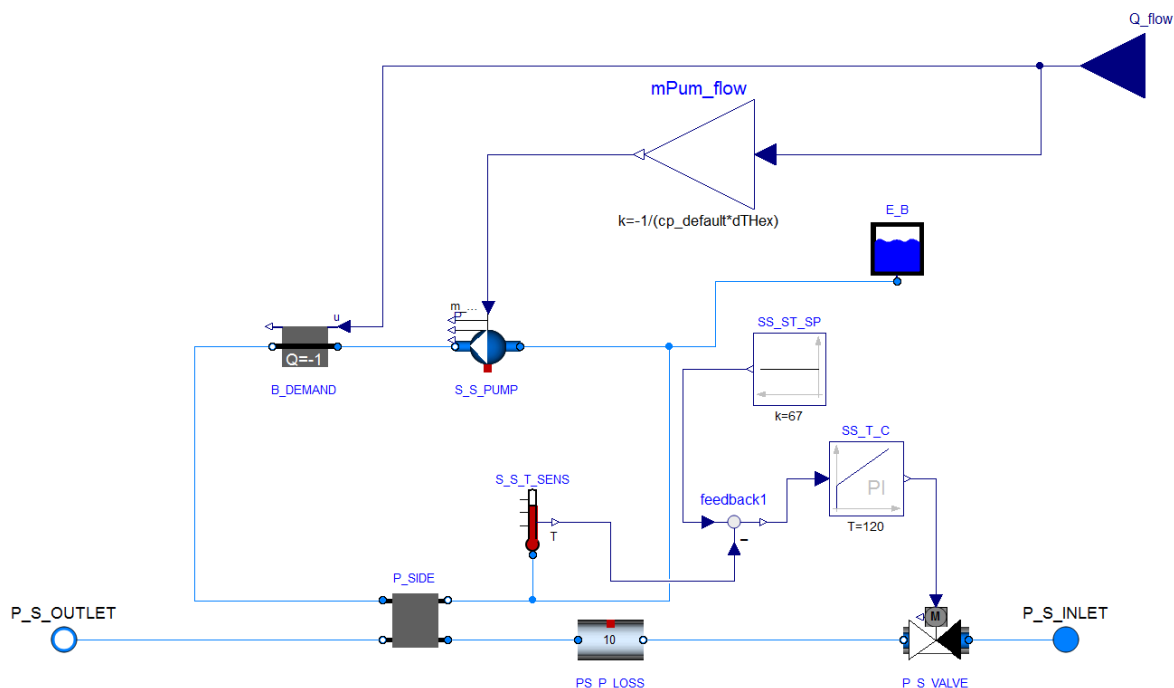 Q_flow
mPum_flow
k=-1/(cp_default*dTHex)
E_B
u
m_...
SS_ST_SP
Q=-1
B_DEMAND
S_S_PUMP
k=67
SS_T_C
S_S_T_SENS
PI
feedback1
T
T=120
P_SIDE
P_S_OUTLET
P_S_INLET
M
10
PS_P_LOSS
P_S_VALVE